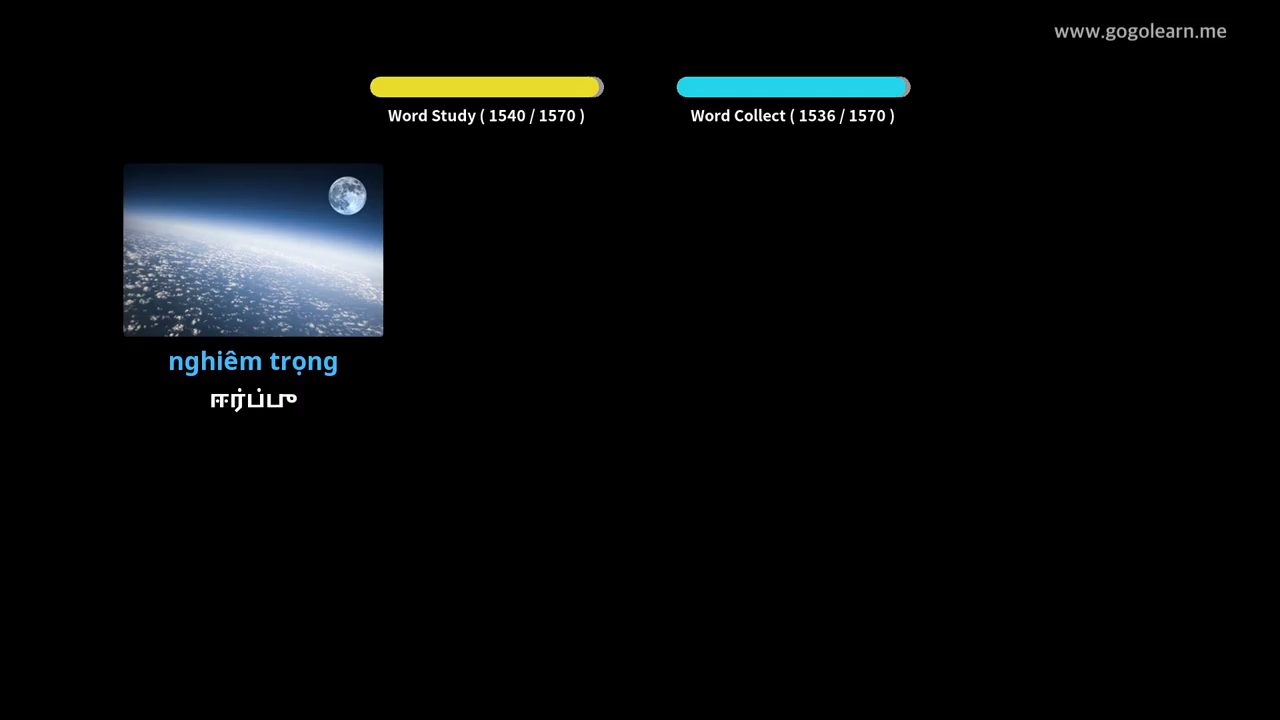 www.gogolearn.me
Word Study ( 1540 / 1570 )
Word Collect ( 1536 / 1570 )
nghiêm trọng
ஈர்ப்பு